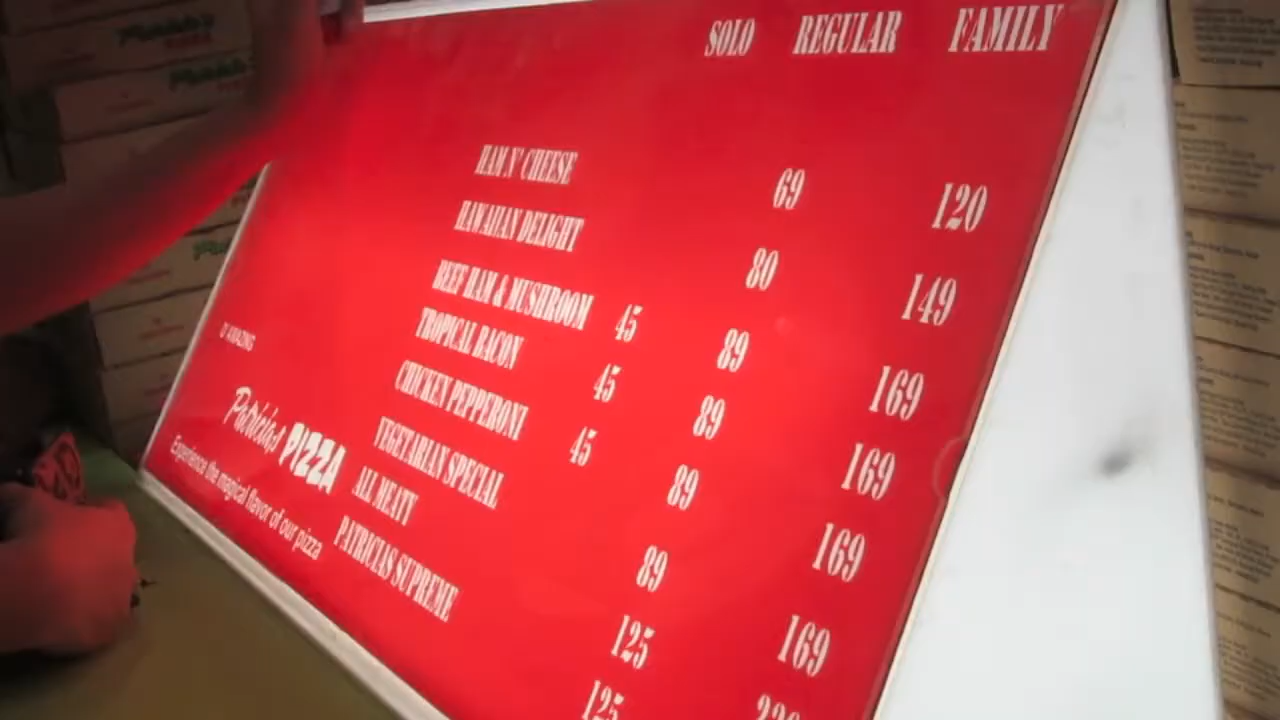 SOLO REGULAR FAMILY
HAM N' CHEESE 69 120
HAWAIIAN DELIGHT 80 149
BEEF HAM & MUSHROOM 45 89 169
TROPICAL BACON 45 89 169
CHICKEN PEPPERONI 45 89 169
VEGETARIAN SPECIAL 89 169
ALL MEATY 125
PATRICIAS SUPREME 125
D' AMAZING
Patricias PIZZA
Experience the magical flavor of our pizza